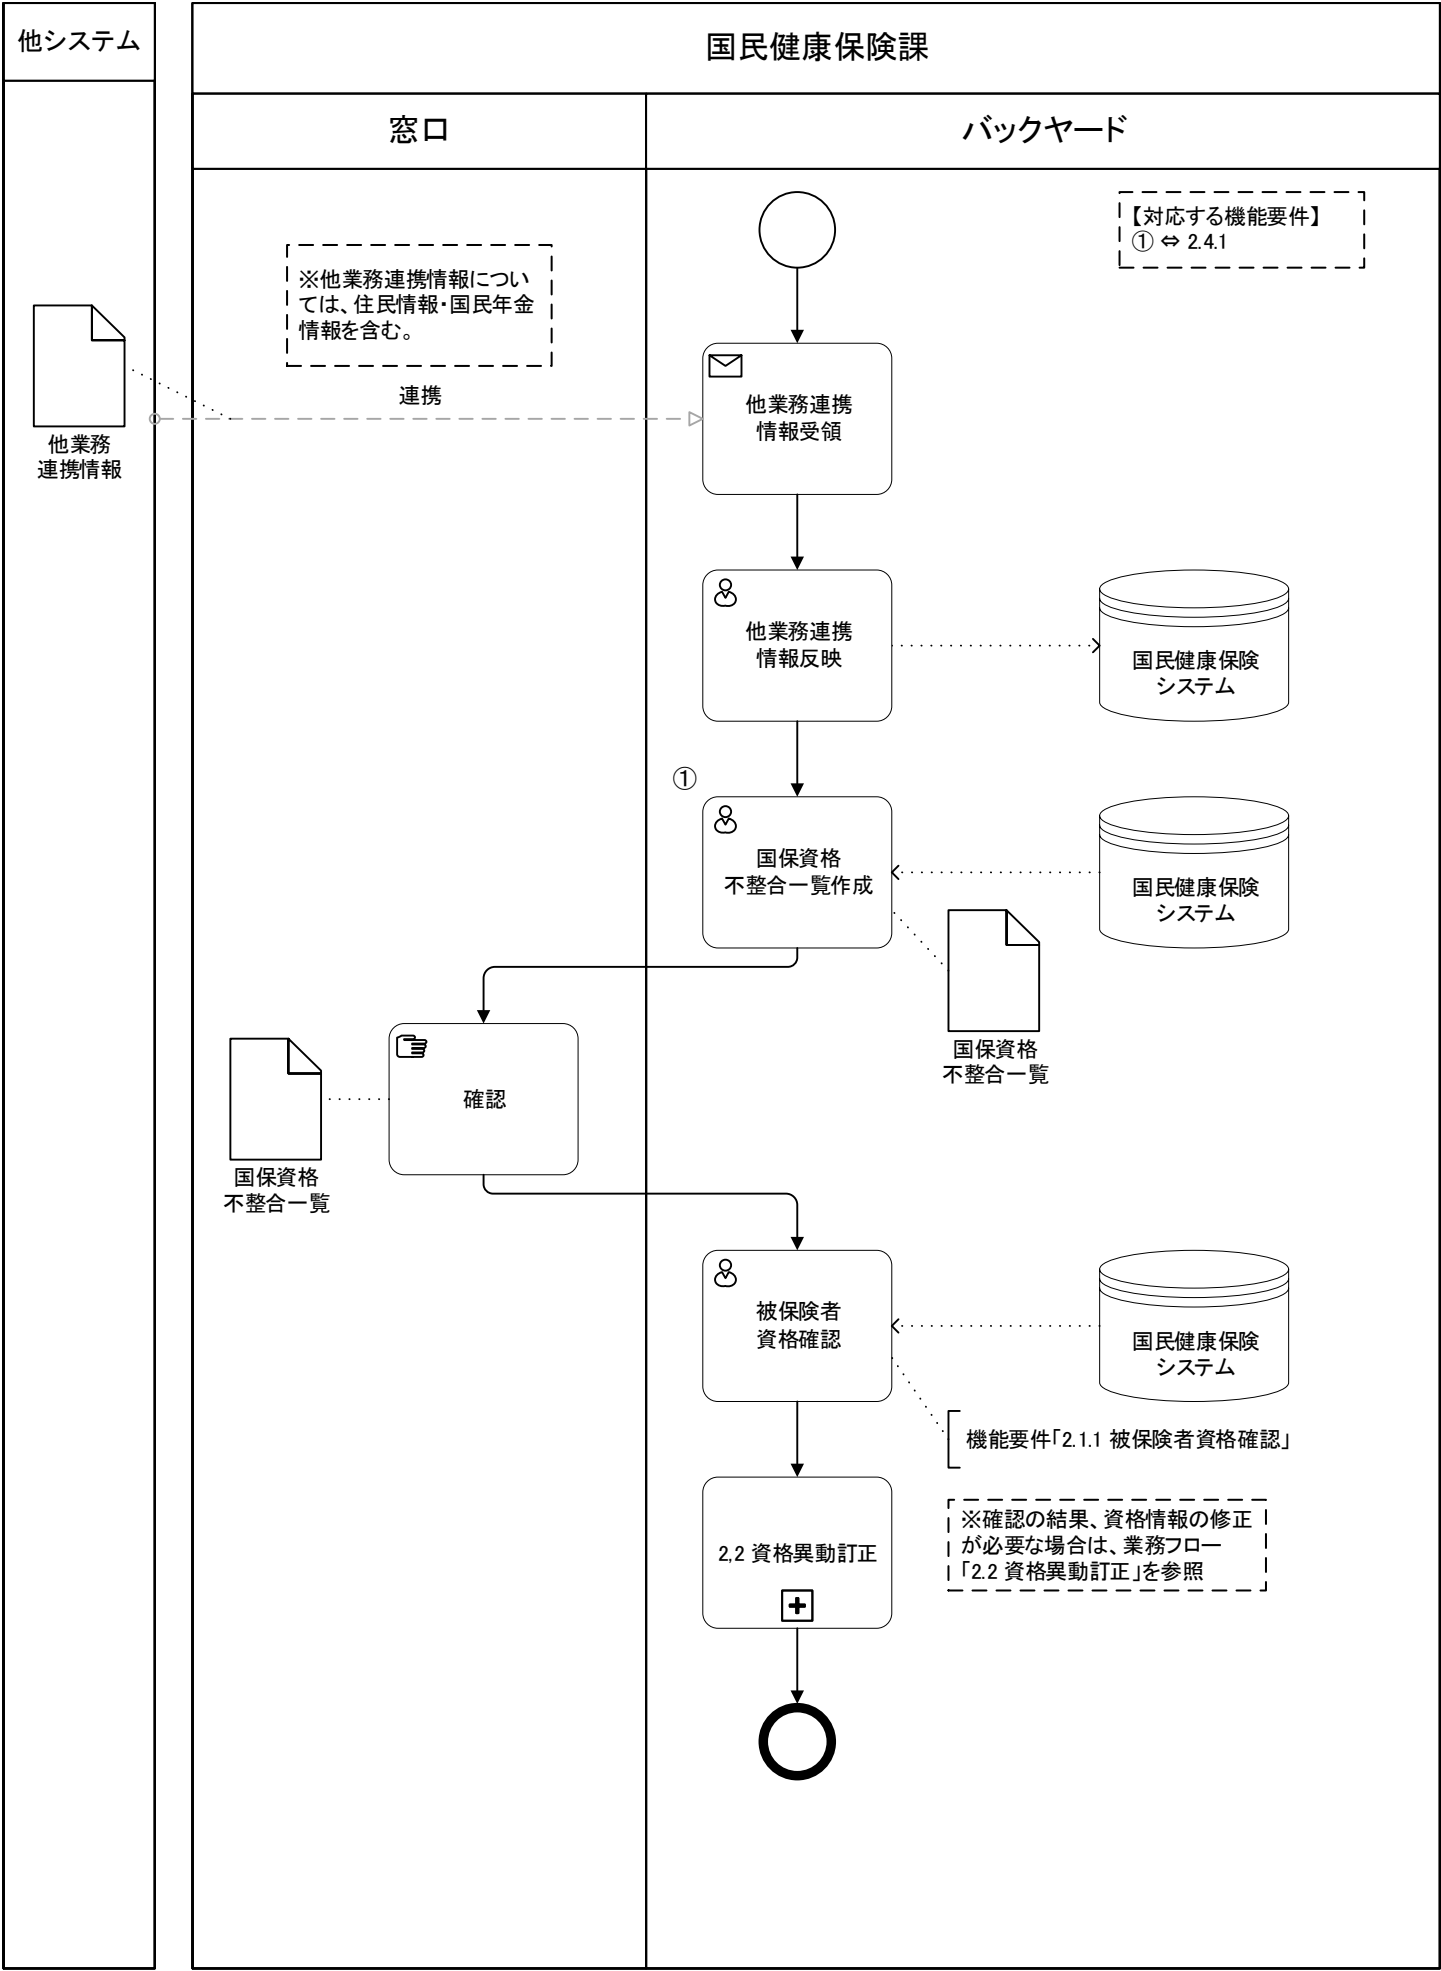 他システム
国民健康保険課
窓口
バックヤード
【対応する機能要件】
① ⇔ 2.4.1
※他業務連携情報につい
ては、住民情報・国民年金
情報を含む。
連携
他業務
連携情報
他業務連携
情報受領
他業務連携
情報反映
国民健康保険
システム
①
国保資格
不整合一覧作成
国民健康保険
システム
国保資格
不整合一覧
確認
国保資格
不整合一覧
被保険者
資格確認
国民健康保険
システム
機能要件「2.1.1 被保険者資格確認」
2,2 資格異動訂正
※確認の結果、資格情報の修正
が必要な場合は、業務フロー
「2.2 資格異動訂正」を参照